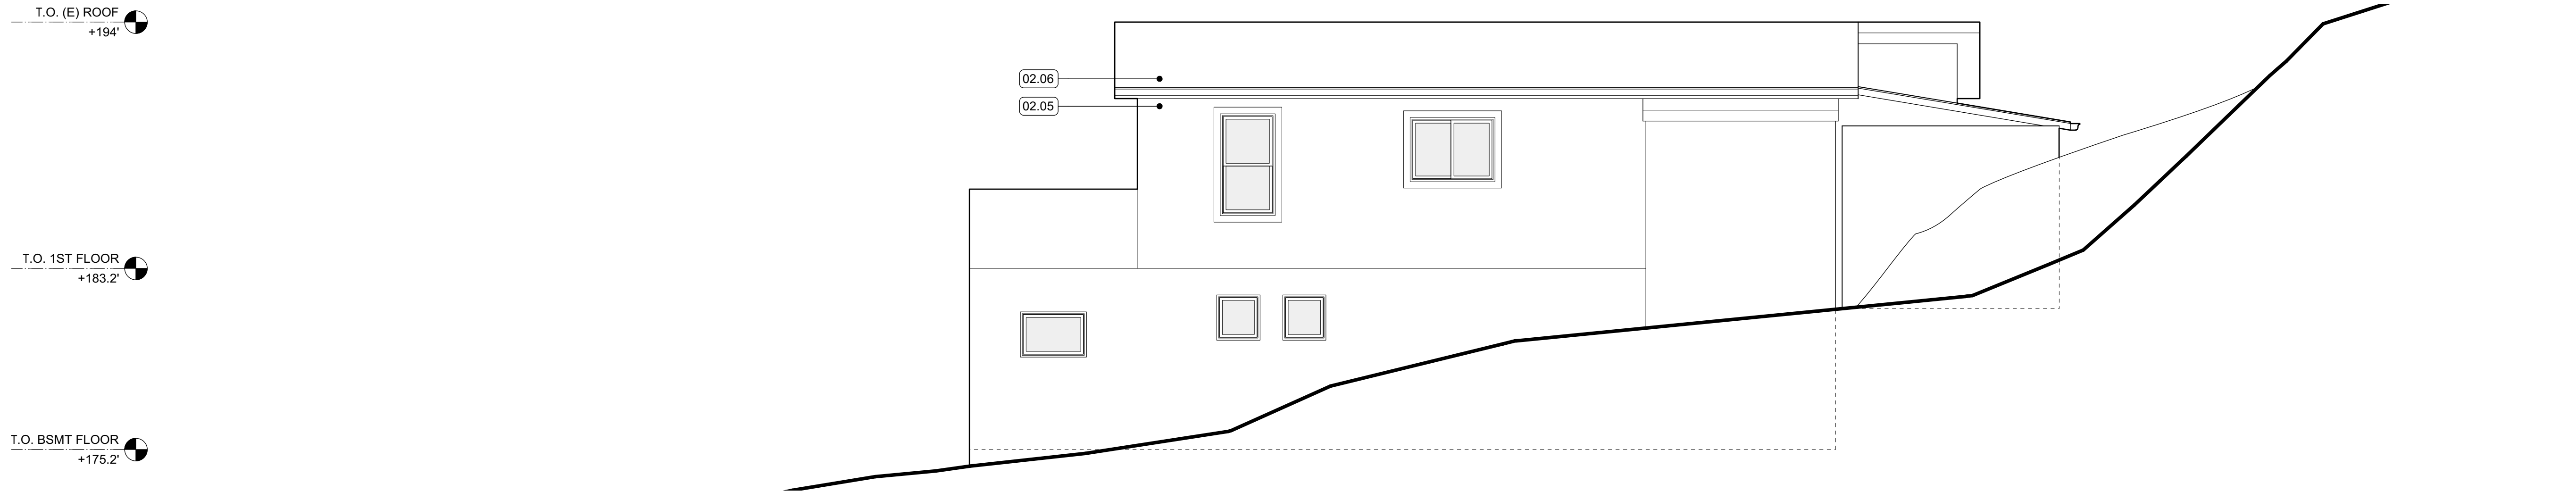 T.O. (E) ROOF
+194'
02.06
02.05
T.O. 1ST FLOOR
+183.2'
T.O. BSMT FLOOR
+175.2'